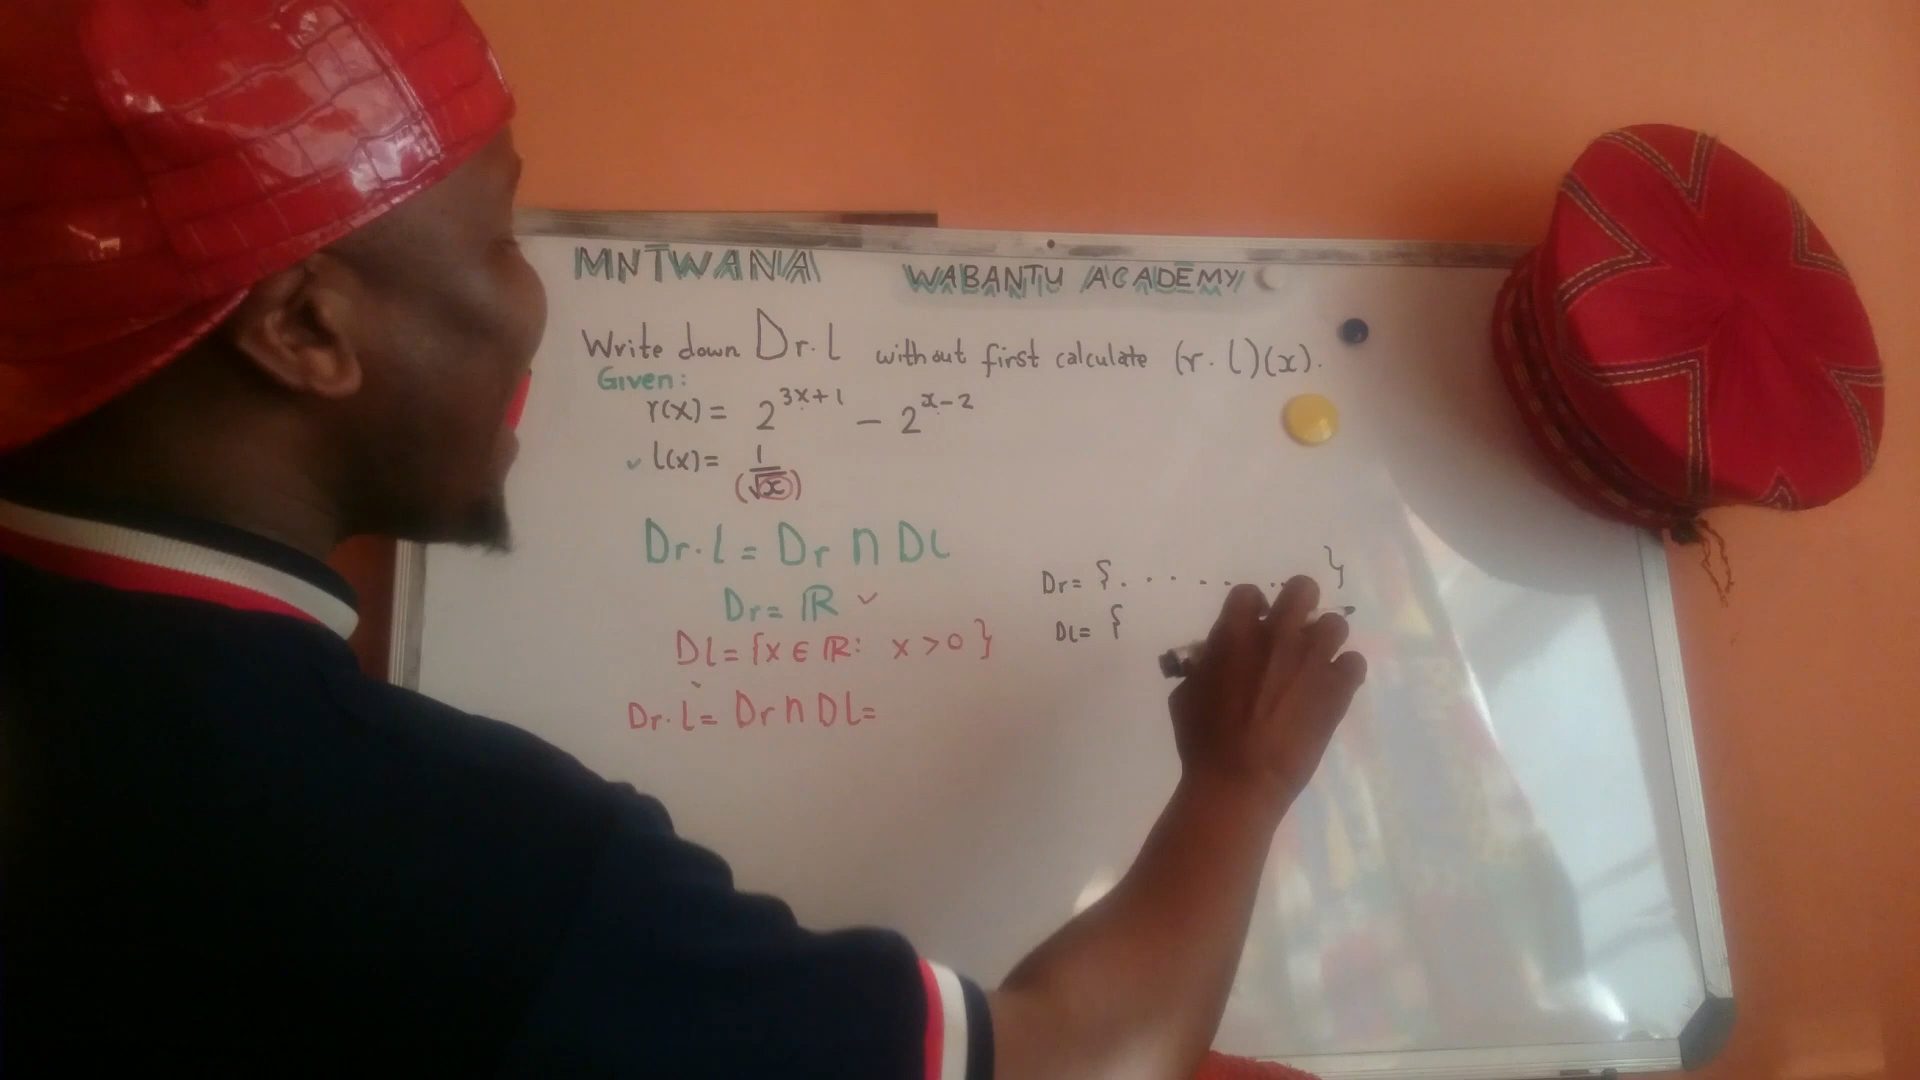 MNTWANA WABANTU ACADEMY
Write down Dr.l without first calculate (r.l)(x).
Given:
r(x) = 2^{3x+1} - 2^{x-2}
✓ l(x) = 1/(√x)
Dr.l = Dr ∩ Dl
Dr = ℝ ✓
Dl = {x ∈ ℝ: x > 0}
Dr.l = Dr ∩ Dl =
Dr = {. . . . . . . .}
Dl = {